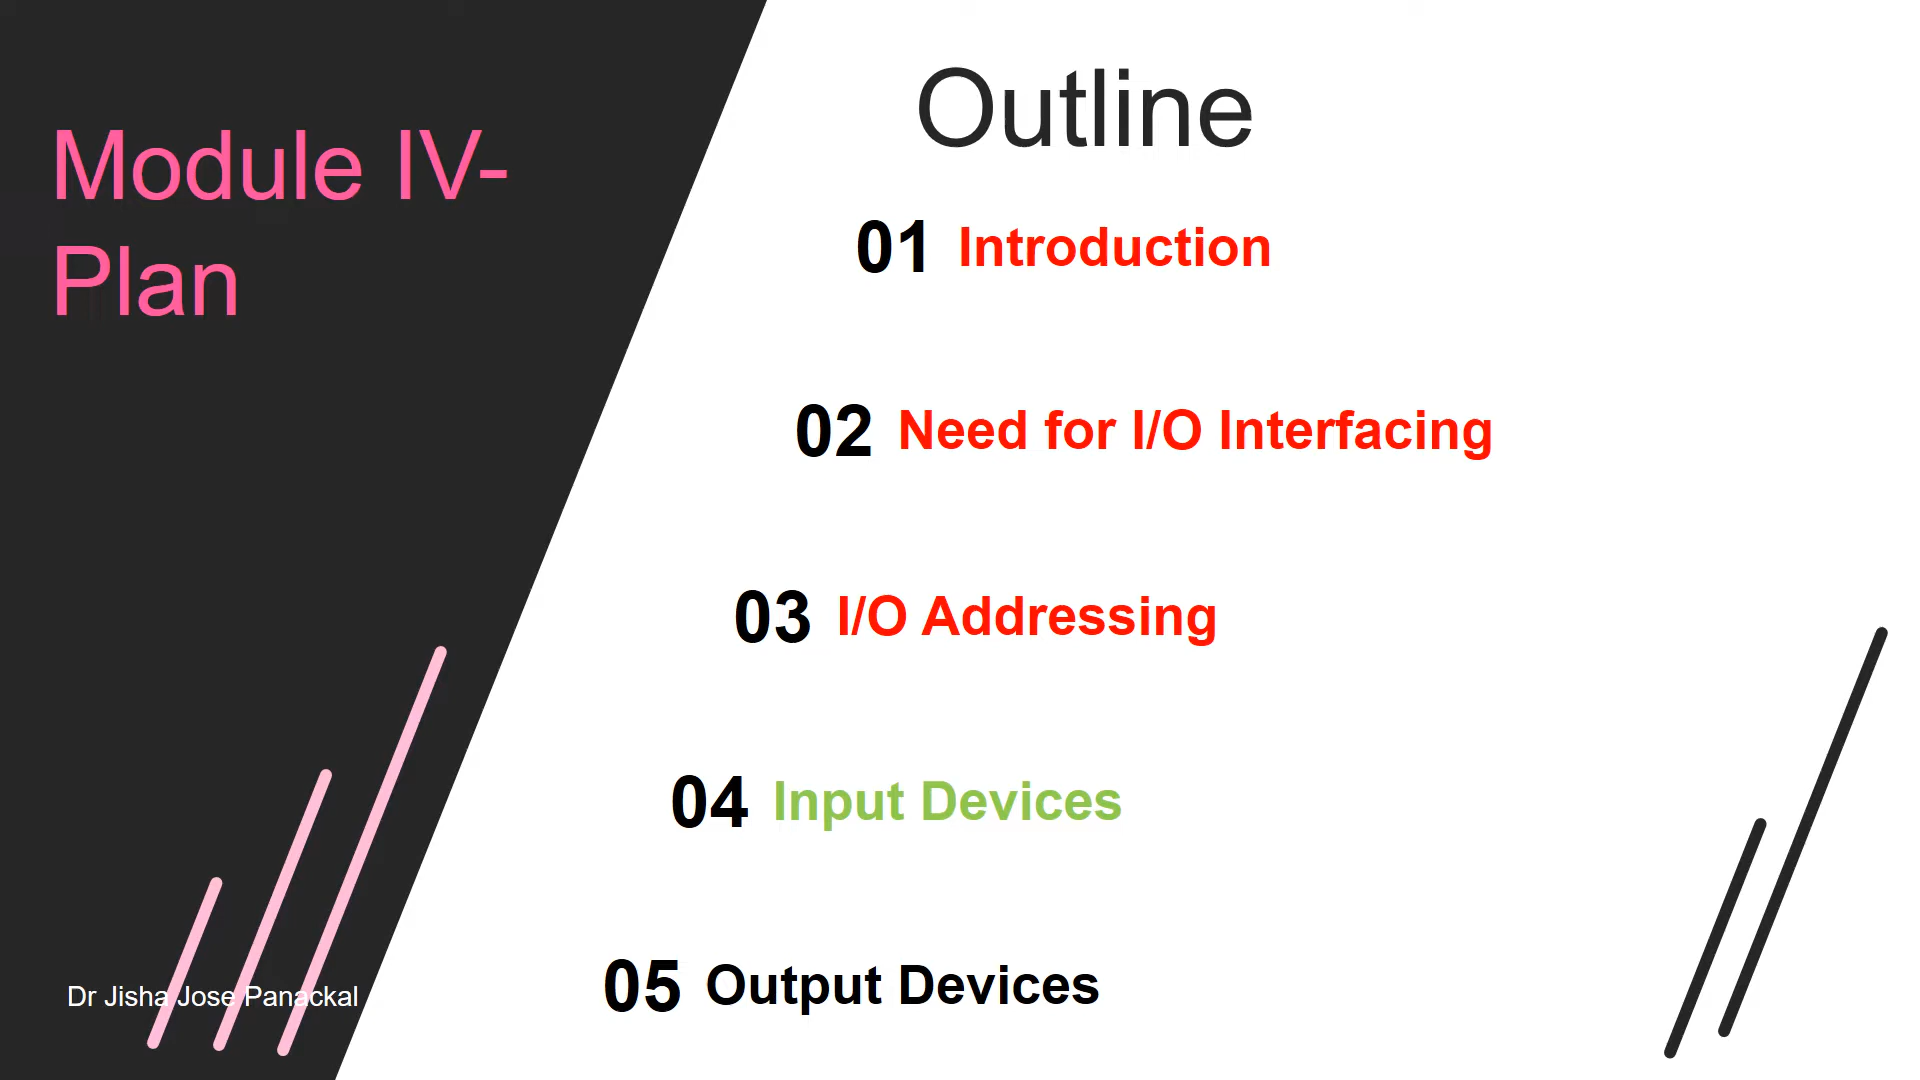 Module IV-
Plan
Outline
01 Introduction
02 Need for I/O Interfacing
03 I/O Addressing
04 Input Devices
05 Output Devices
Dr Jisha Jose Panackal